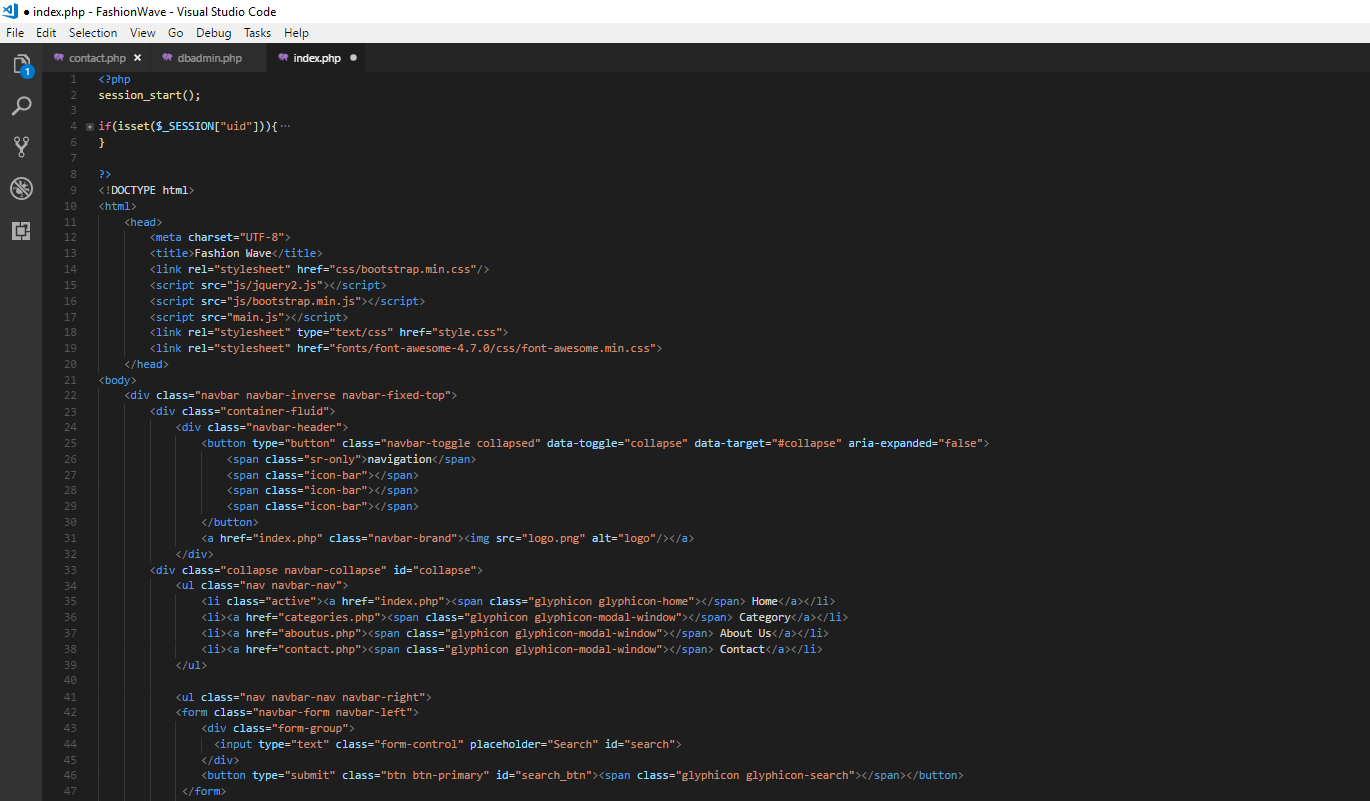 ● index.php - FashionWave - Visual Studio Code
File Edit Selection View Go Debug Tasks Help
contact.php × dbadmin.php index.php ●
1
1 <?php
2 session_start();
3
4 if(isset($_SESSION["uid"])){ ···
6 }
7
8 ?>
9 <!DOCTYPE html>
10 <html>
11 <head>
12 <meta charset="UTF-8">
13 <title>Fashion Wave</title>
14 <link rel="stylesheet" href="css/bootstrap.min.css"/>
15 <script src="js/jquery2.js"></script>
16 <script src="js/bootstrap.min.js"></script>
17 <script src="main.js"></script>
18 <link rel="stylesheet" type="text/css" href="style.css">
19 <link rel="stylesheet" href="fonts/font-awesome-4.7.0/css/font-awesome.min.css">
20 </head>
21 <body>
22 <div class="navbar navbar-inverse navbar-fixed-top">
23 <div class="container-fluid">
24 <div class="navbar-header">
25 <button type="button" class="navbar-toggle collapsed" data-toggle="collapse" data-target="#collapse" aria-expanded="false">
26 <span class="sr-only">navigation</span>
27 <span class="icon-bar"></span>
28 <span class="icon-bar"></span>
29 <span class="icon-bar"></span>
30 </button>
31 <a href="index.php" class="navbar-brand"><img src="logo.png" alt="logo"/></a>
32 </div>
33 <div class="collapse navbar-collapse" id="collapse">
34 <ul class="nav navbar-nav">
35 <li class="active"><a href="index.php"><span class="glyphicon glyphicon-home"></span> Home</a></li>
36 <li><a href="categories.php"><span class="glyphicon glyphicon-modal-window"></span> Category</a></li>
37 <li><a href="aboutus.php"><span class="glyphicon glyphicon-modal-window"></span> About Us</a></li>
38 <li><a href="contact.php"><span class="glyphicon glyphicon-modal-window"></span> Contact</a></li>
39 </ul>
40
41 <ul class="nav navbar-nav navbar-right">
42 <form class="navbar-form navbar-left">
43 <div class="form-group">
44 <input type="text" class="form-control" placeholder="Search" id="search">
45 </div>
46 <button type="submit" class="btn btn-primary" id="search_btn"><span class="glyphicon glyphicon-search"></span></button>
47 </form>